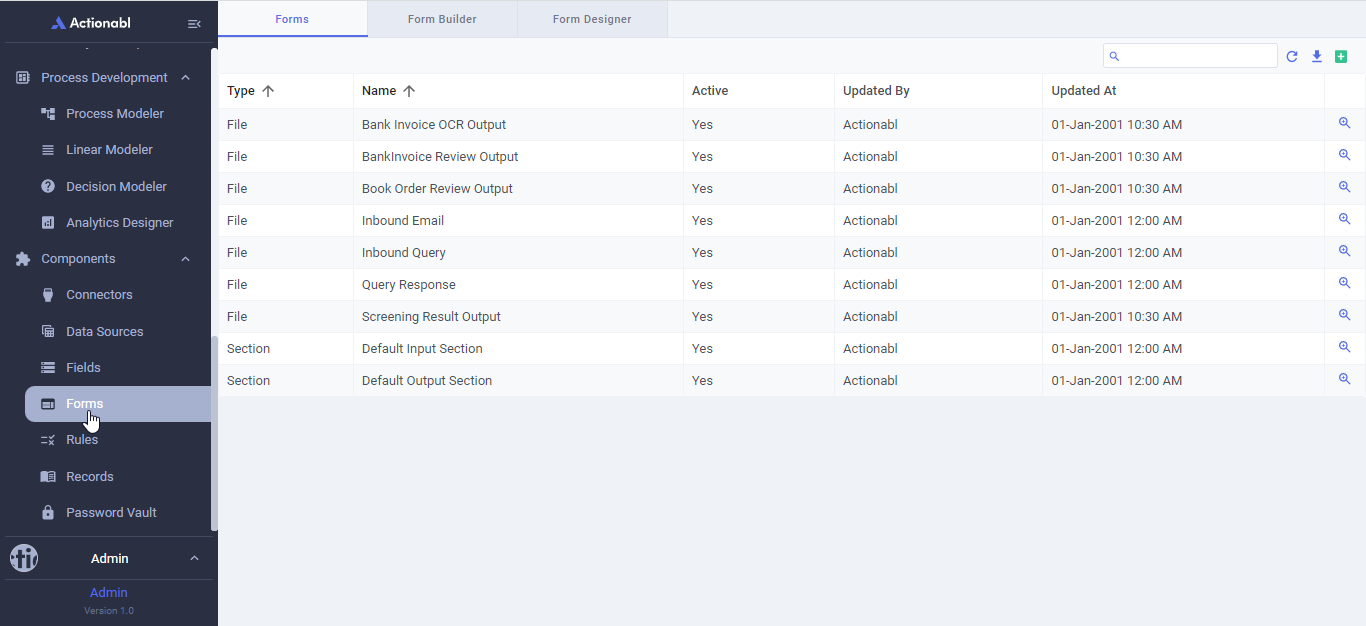 Actionabl
Process Development
Process Modeler
Linear Modeler
Decision Modeler
Analytics Designer
Components
Connectors
Data Sources
Fields
Forms
Rules
Records
Password Vault
Admin
Admin
Version 1.0
Forms Form Builder Form Designer
Type Name Active Updated By Updated At
File Bank Invoice OCR Output Yes Actionabl 01-Jan-2001 10:30 AM
File BankInvoice Review Output Yes Actionabl 01-Jan-2001 10:30 AM
File Book Order Review Output Yes Actionabl 01-Jan-2001 10:30 AM
File Inbound Email Yes Actionabl 01-Jan-2001 12:00 AM
File Inbound Query Yes Actionabl 01-Jan-2001 12:00 AM
File Query Response Yes Actionabl 01-Jan-2001 12:00 AM
File Screening Result Output Yes Actionabl 01-Jan-2001 10:30 AM
Section Default Input Section Yes Actionabl 01-Jan-2001 12:00 AM
Section Default Output Section Yes Actionabl 01-Jan-2001 12:00 AM